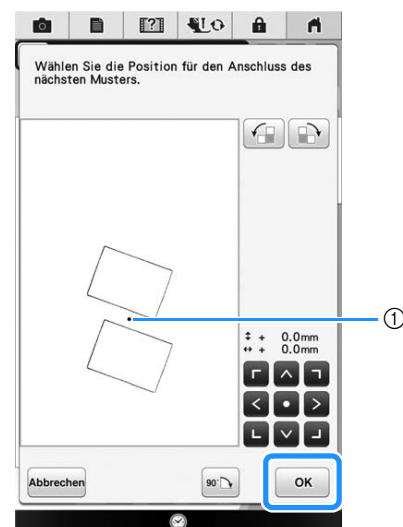 Wählen Sie die Position für den Anschluss des
nächsten Musters.
①
+ 0.0mm
+ 0.0mm
Abbrechen
90°
OK